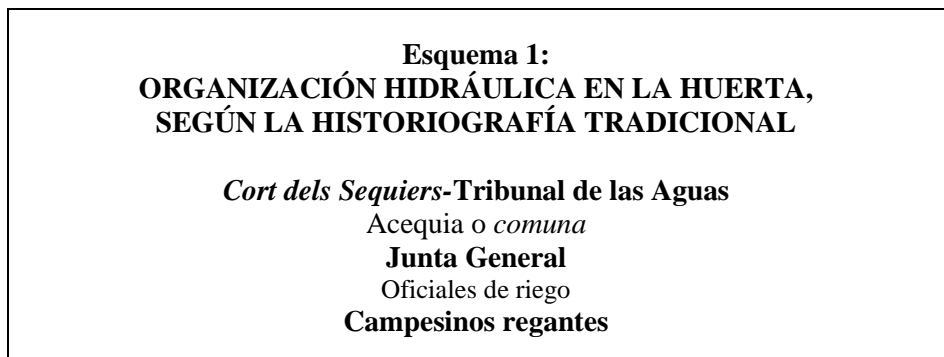 Esquema 1:
ORGANIZACIÓN HIDRÁULICA EN LA HUERTA,
SEGÚN LA HISTORIOGRAFÍA TRADICIONAL
Cort dels Sequiers-Tribunal de las Aguas
Acequia o comuna
Junta General
Oficiales de riego
Campesinos regantes